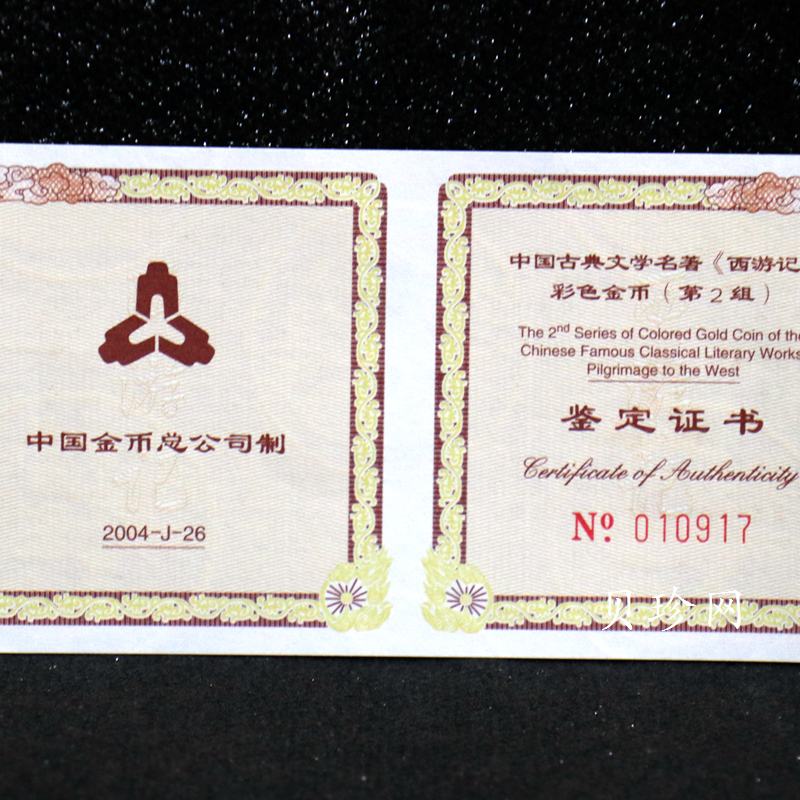 中国金币总公司制
2004-J-26
中国古典文学名著《西游记
彩色金币（第2组）
The 2nd Series of Colored Gold Coin of the
Chinese Famous Classical Literary Works
Pilgrimage to the West
鉴定证书
Certificate of Authenticity
Nº 010917
贝珍网